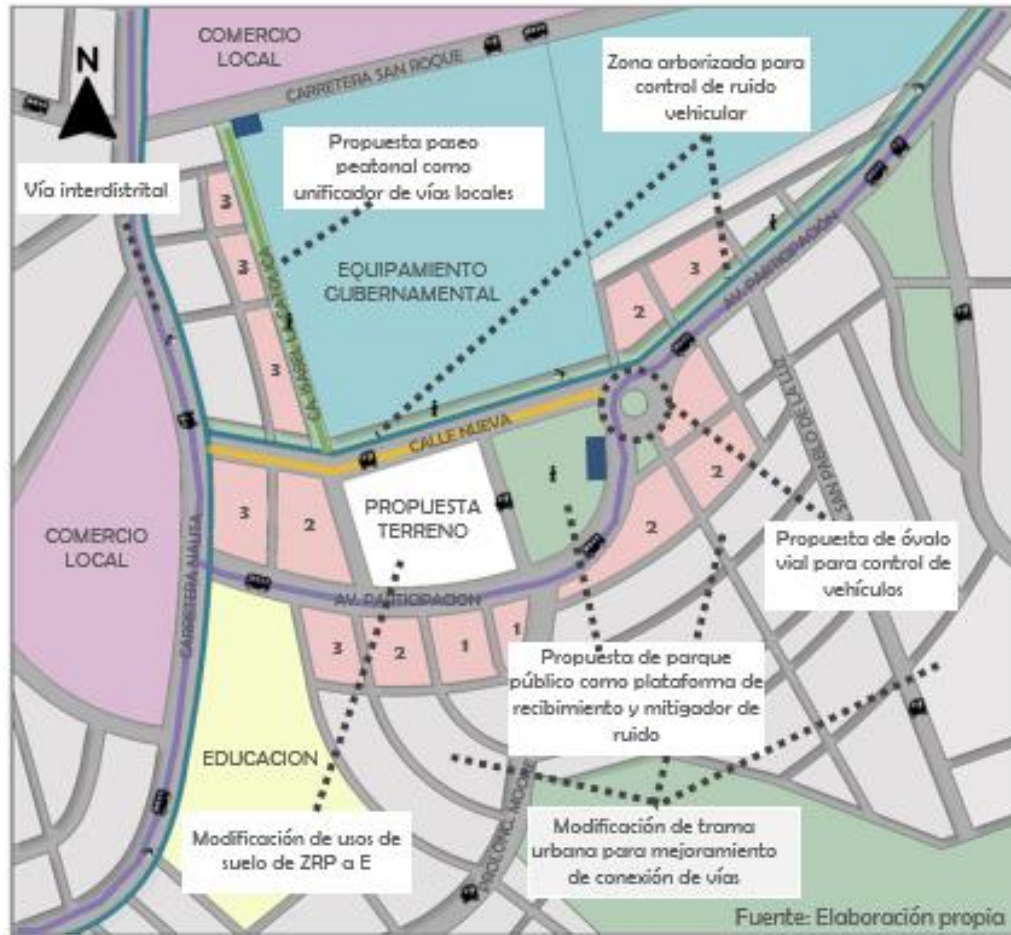 COMERCIO
LOCAL
N
CARRETERA SAN ROQUE
Zona arborizada para
control de ruido
vehicular
Propuesta paseo
peatonal como
unificador de vías locales
Vía interdistrital
3
3
3
EQUIPAMIENTO
GUBERNAMENTAL
3
2
AV. PARTICIPACIÓN
CALLE NUEVA
SAN PABLO DE LA LUZ
3
2
PROPUESTA
TERRENO
2
2
COMERCIO
LOCAL
CARRETERA NAUTA
Propuesta de óvalo
vial para control de
vehículos
AV. PARTICIPACION
3
2
1
1
Propuesta de parque
público como plataforma de
recibimiento y mitigador de
ruido
EDUCACION
PROLONG. MOORE
Modificación de usos de
suelo de ZRP a E
Modificación de trama
urbana para mejoramiento
de conexión de vías
Fuente: Elaboración propia